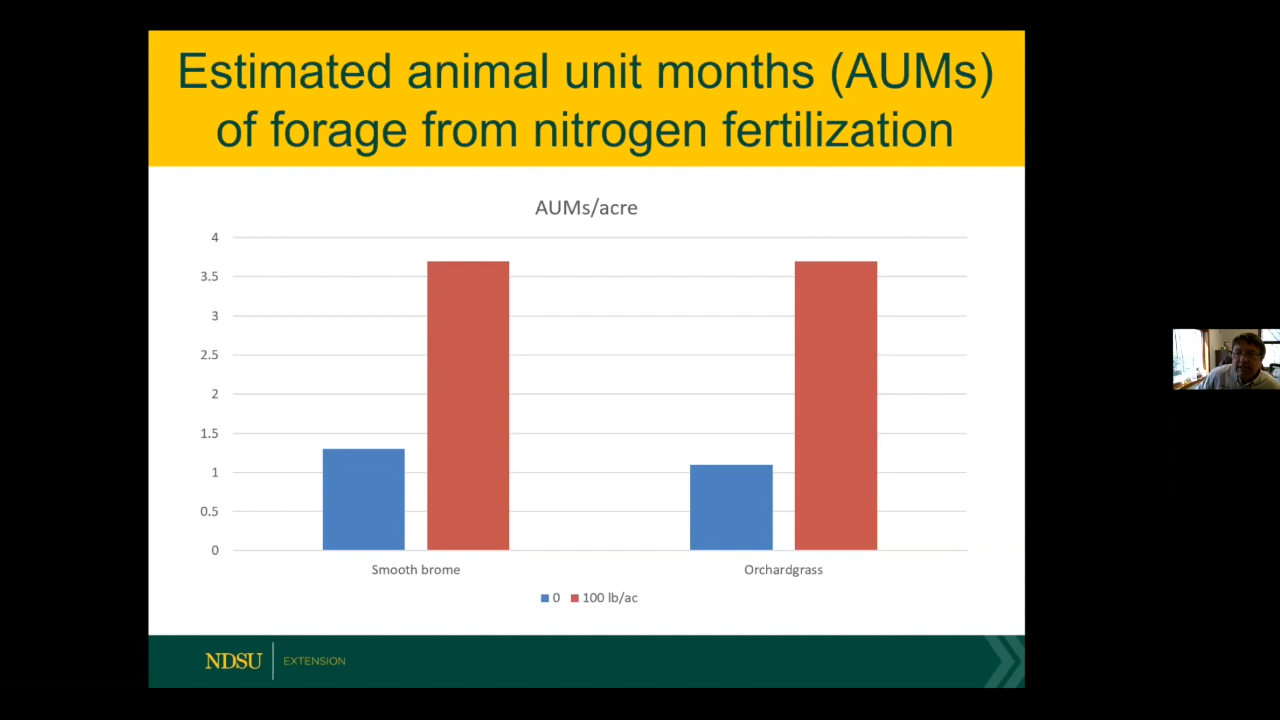 Estimated animal unit months (AUMs)
of forage from nitrogen fertilization
AUMs/acre
4
3.5
3
2.5
2
1.5
1
0.5
0
Smooth brome Orchardgrass
0 100 lb/ac
NDSU EXTENSION